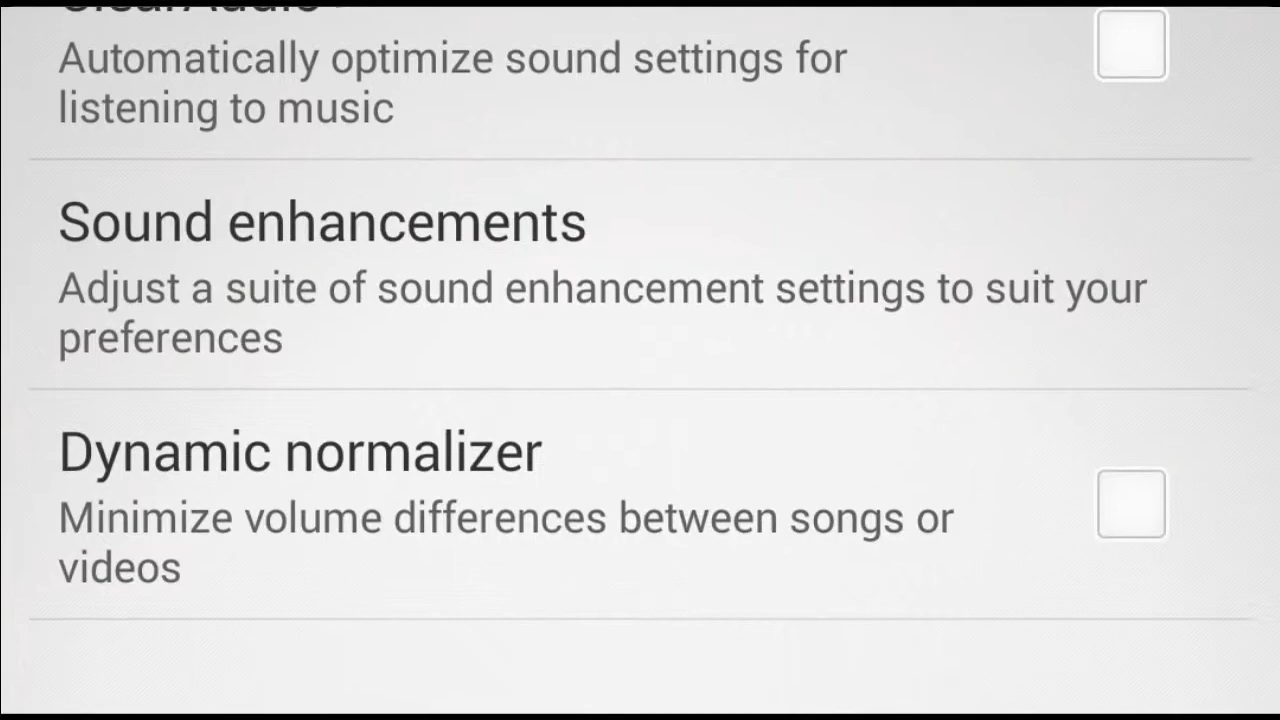 Automatically optimize sound settings for
listening to music
Sound enhancements
Adjust a suite of sound enhancement settings to suit your
preferences
Dynamic normalizer
Minimize volume differences between songs or
videos